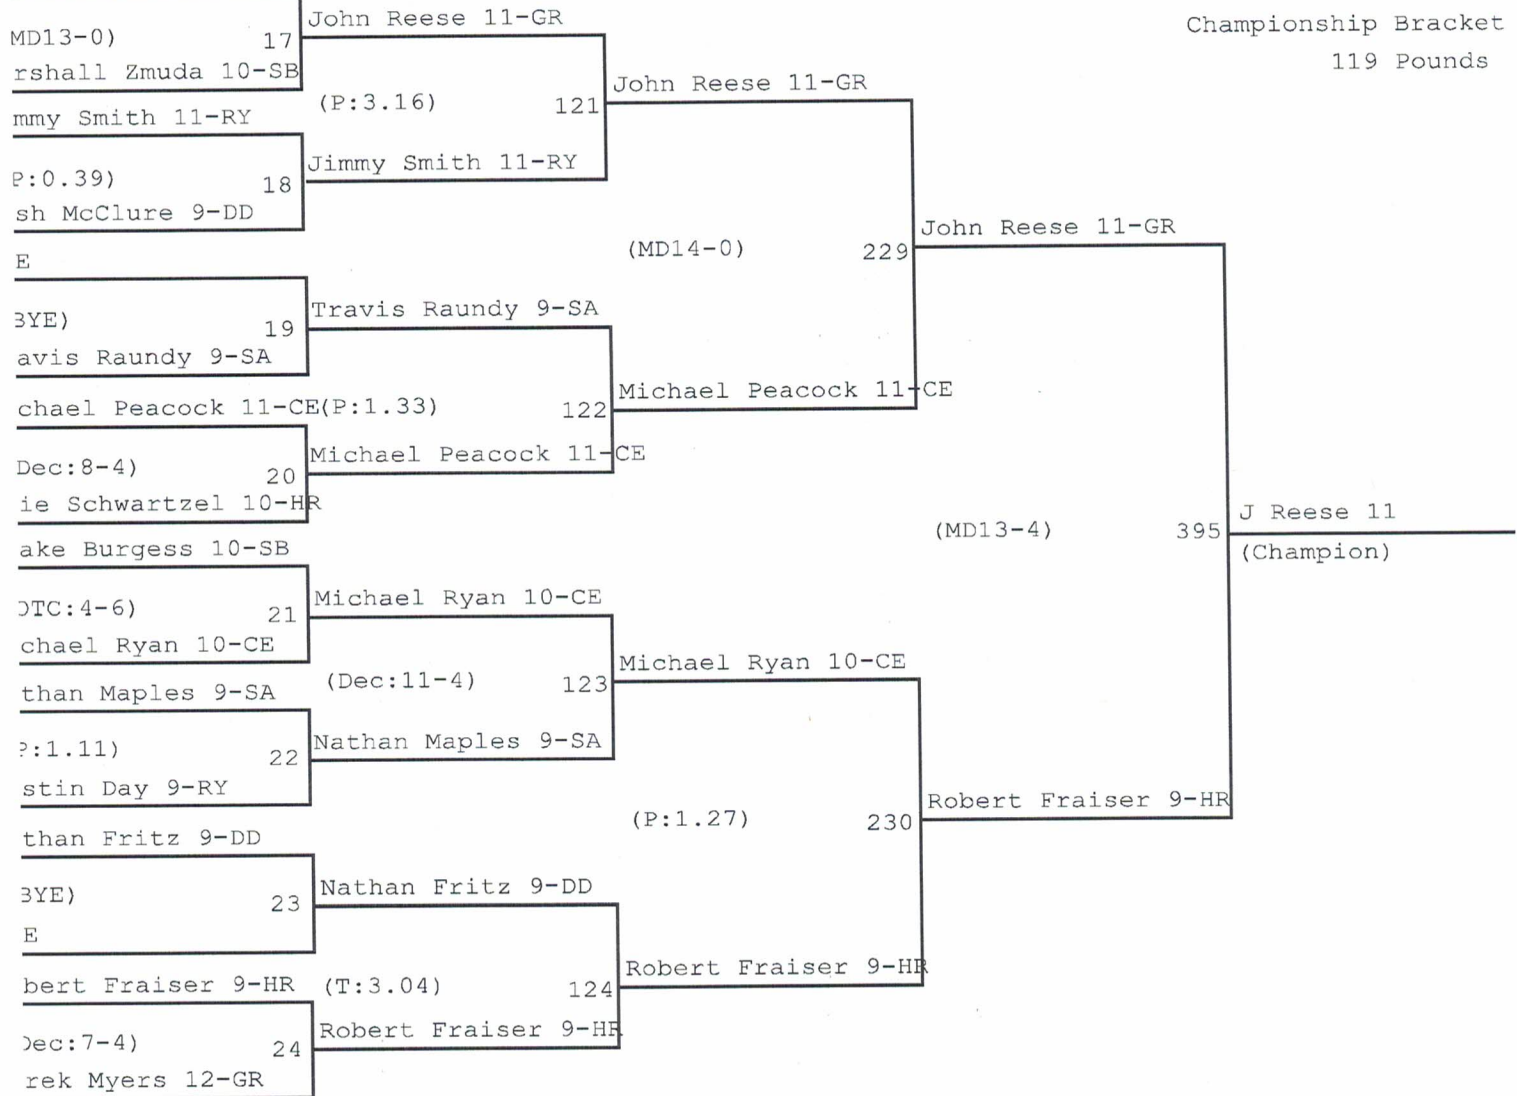 John Reese 11-GR
Championship Bracket
119 Pounds
MD13-0)
17
rshall Zmuda 10-SB
John Reese 11-GR
(P:3.16)
121
mmy Smith 11-RY
Jimmy Smith 11-RY
P:0.39)
18
sh McClure 9-DD
John Reese 11-GR
(MD14-0)
229
E
Travis Raundy 9-SA
BYE)
19
avis Raundy 9-SA
Michael Peacock 11-CE
chael Peacock 11-CE(P:1.33)
122
Michael Peacock 11-CE
Dec:8-4)
20
ie Schwartzel 10-HR
J Reese 11
(MD13-4)
395
(Champion)
ake Burgess 10-SB
Michael Ryan 10-CE
OTC:4-6)
21
chael Ryan 10-CE
Michael Ryan 10-CE
(Dec:11-4)
123
than Maples 9-SA
Nathan Maples 9-SA
P:1.11)
22
stin Day 9-RY
Robert Fraiser 9-HR
(P:1.27)
230
than Fritz 9-DD
Nathan Fritz 9-DD
BYE)
23
E
Robert Fraiser 9-HR
bert Fraiser 9-HR
(T:3.04)
124
Robert Fraiser 9-HR
Dec:7-4)
24
rek Myers 12-GR